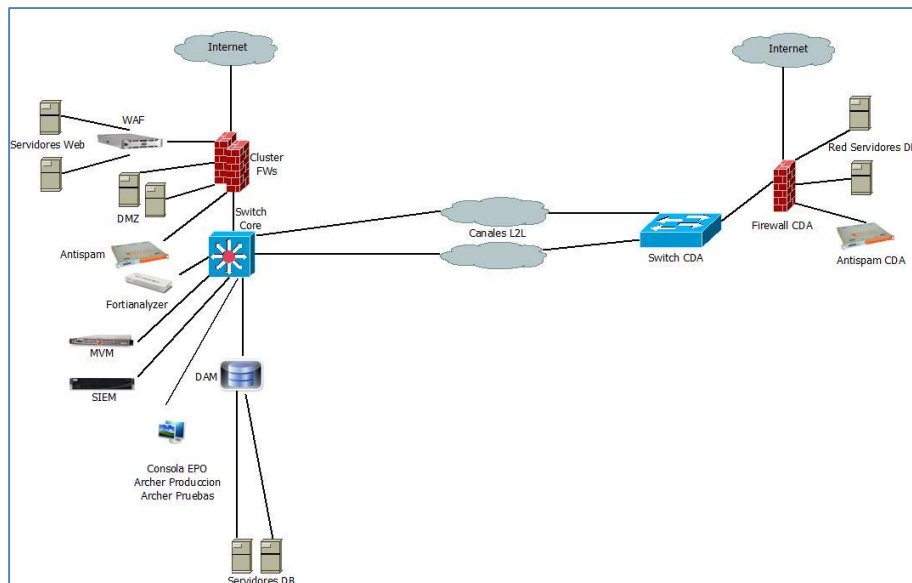 Internet
Internet
WAF
Servidores Web
Cluster
FWs
Red Servidores
DMZ
Switch
Core
Canales L2L
Firewall CDA
Antispam
Switch CDA
Antispam CDA
Fortianalyzer
MVM
DAM
SIEM
Consola EPO
Archer Produccion
Archer Pruebas
Servidores DB